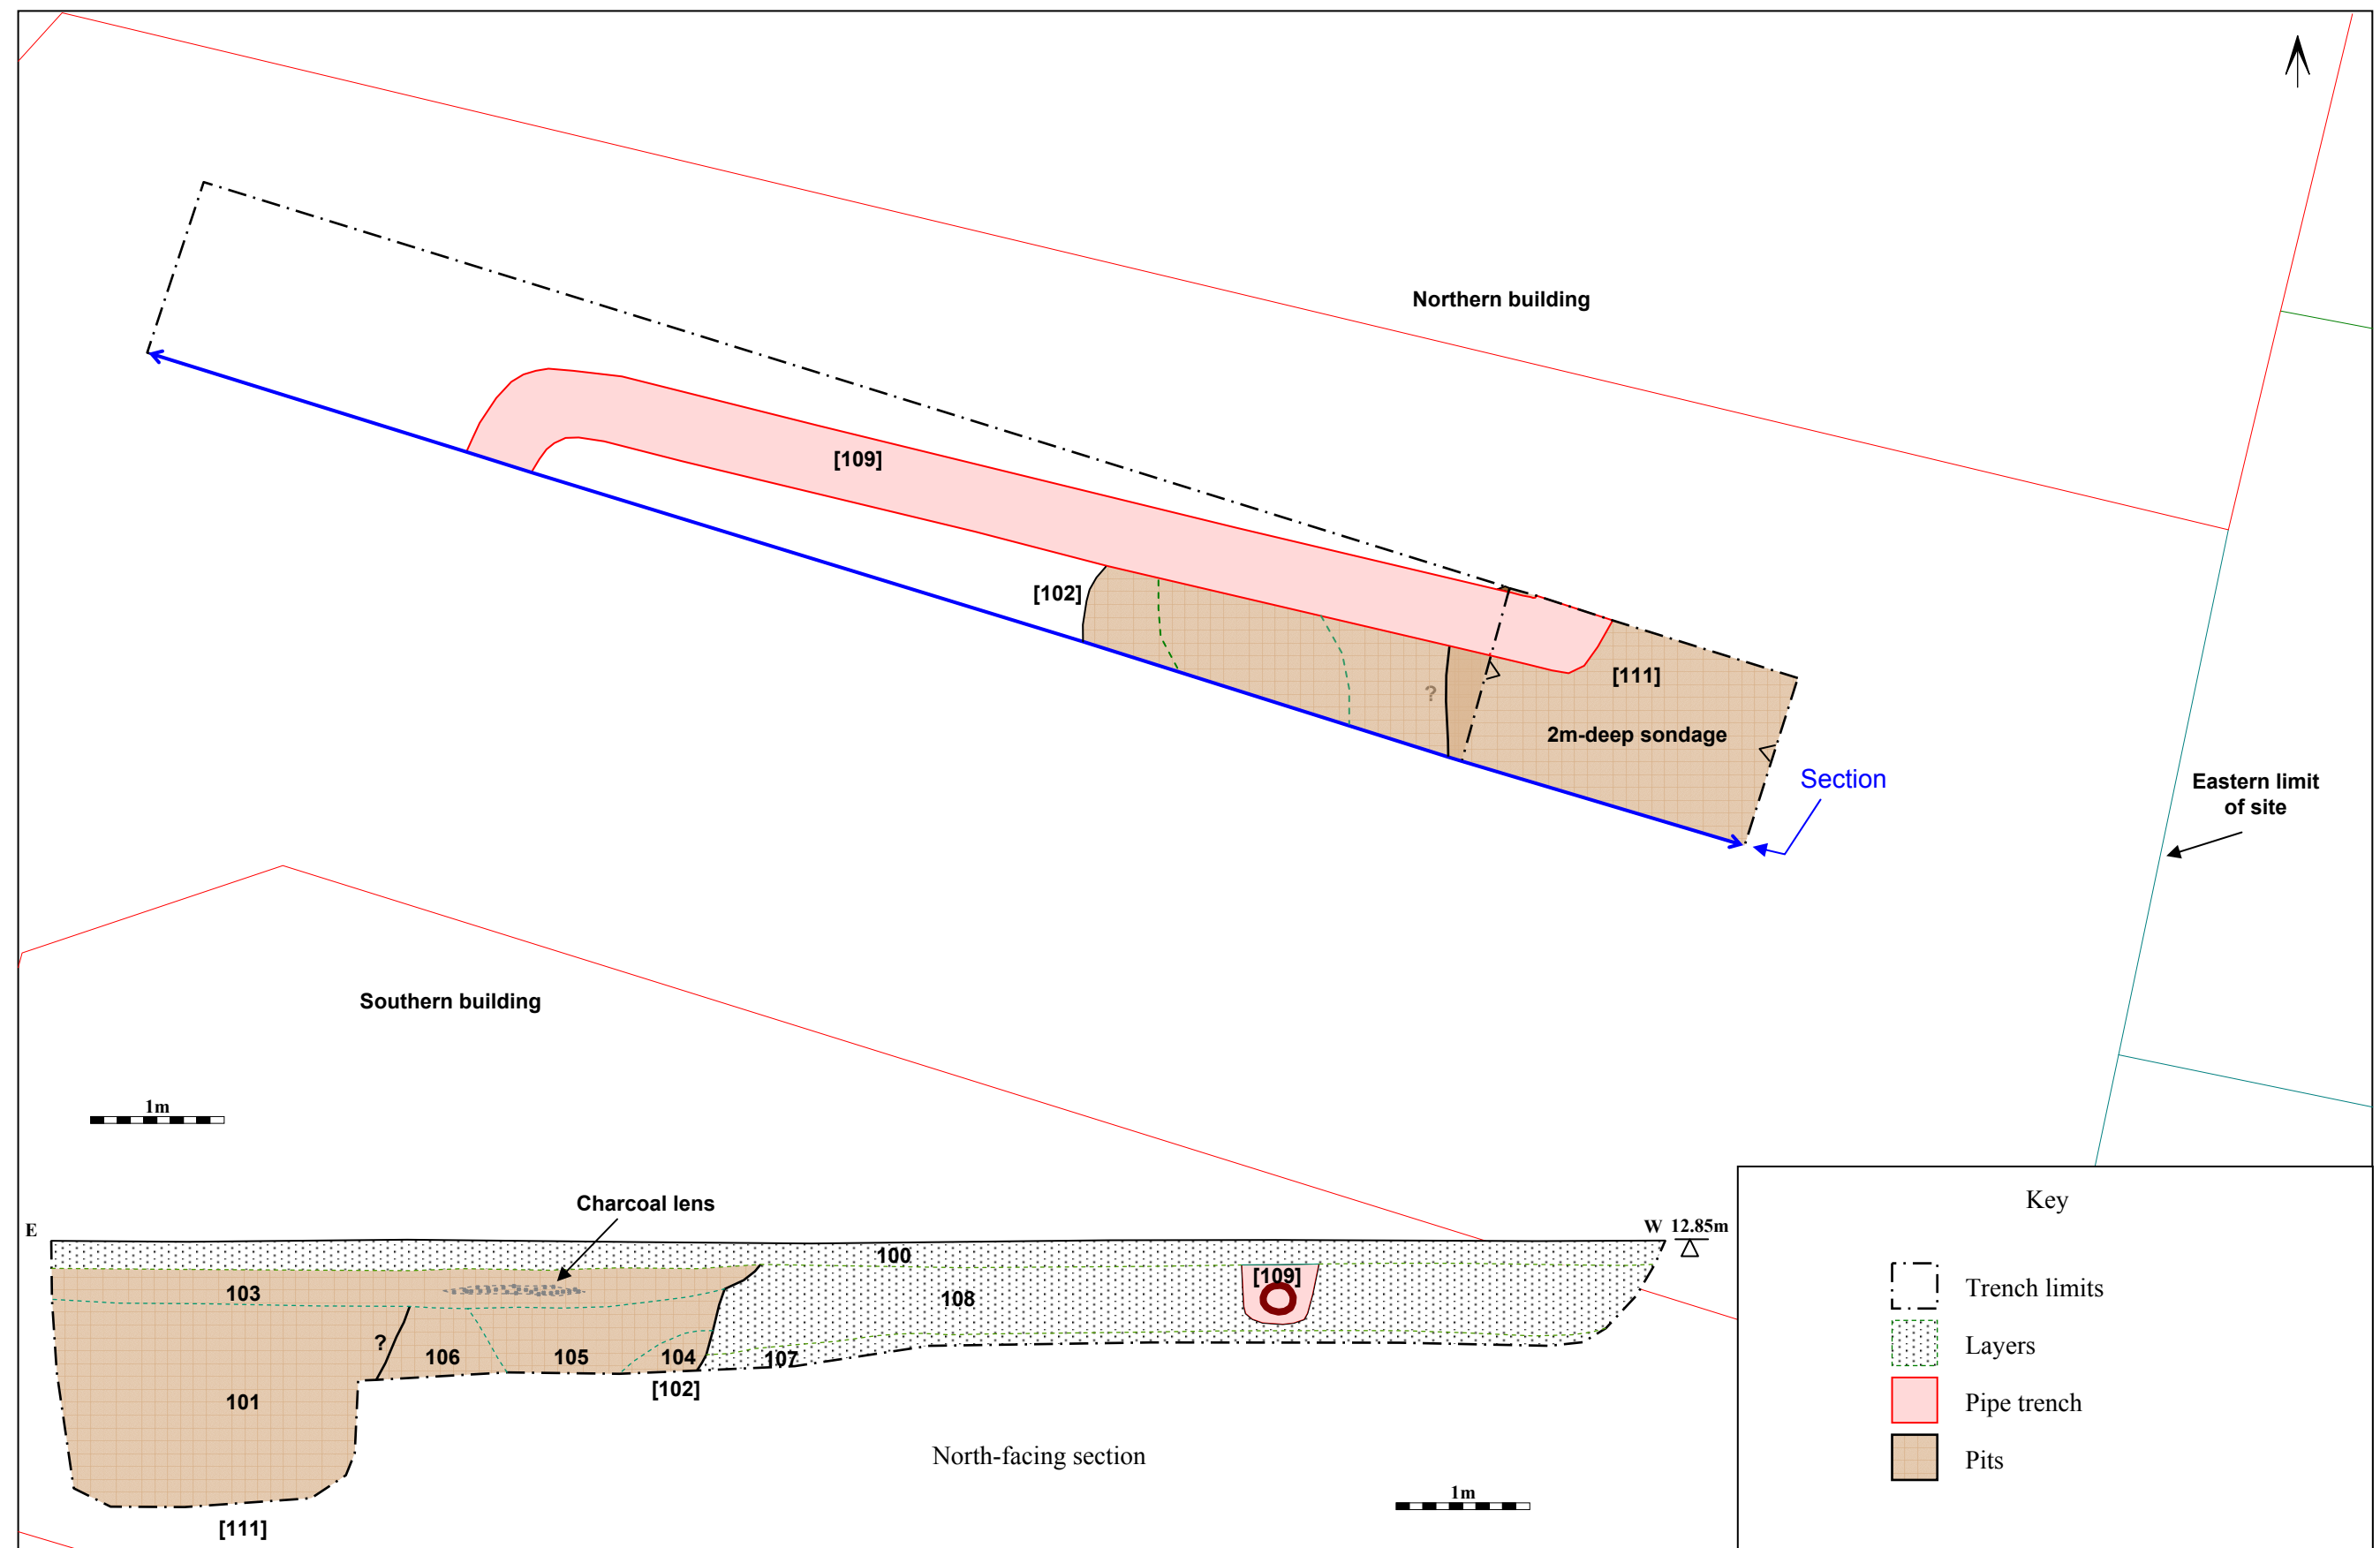 Northern building
[109]
[102]
?
[111]
2m-deep sondage
Section
Eastern limit
of site
Southern building
1m
Charcoal lens
E
W 12.85m
100
103
[109]
108
?
106
105
104
107
[102]
101
North-facing section
1m
[111]
Key
Trench limits
Layers
Pipe trench
Pits